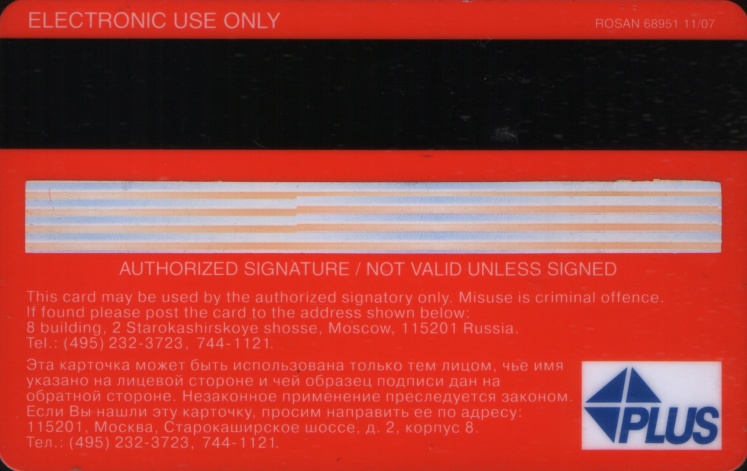 ELECTRONIC USE ONLY
ROSAN 68951 11/07
AUTHORIZED SIGNATURE / NOT VALID UNLESS SIGNED
This card may be used by the authorized signatory only. Misuse is criminal offence.
If found please post the card to the address shown below:
8 building, 2 Starokashirskoye shosse, Moscow, 115201 Russia.
Tel.: (495) 232-3723, 744-1121.
Эта карточка может быть использована только тем лицом, чье имя
указано на лицевой стороне и чей образец подписи дан на
обратной стороне. Незаконное применение преследуется законом.
Если Вы нашли эту карточку, просим направить ее по адресу:
115201, Москва, Старокаширское шоссе, д. 2, корпус 8.
Тел.: (495) 232-3723, 744-1121.
PLUS